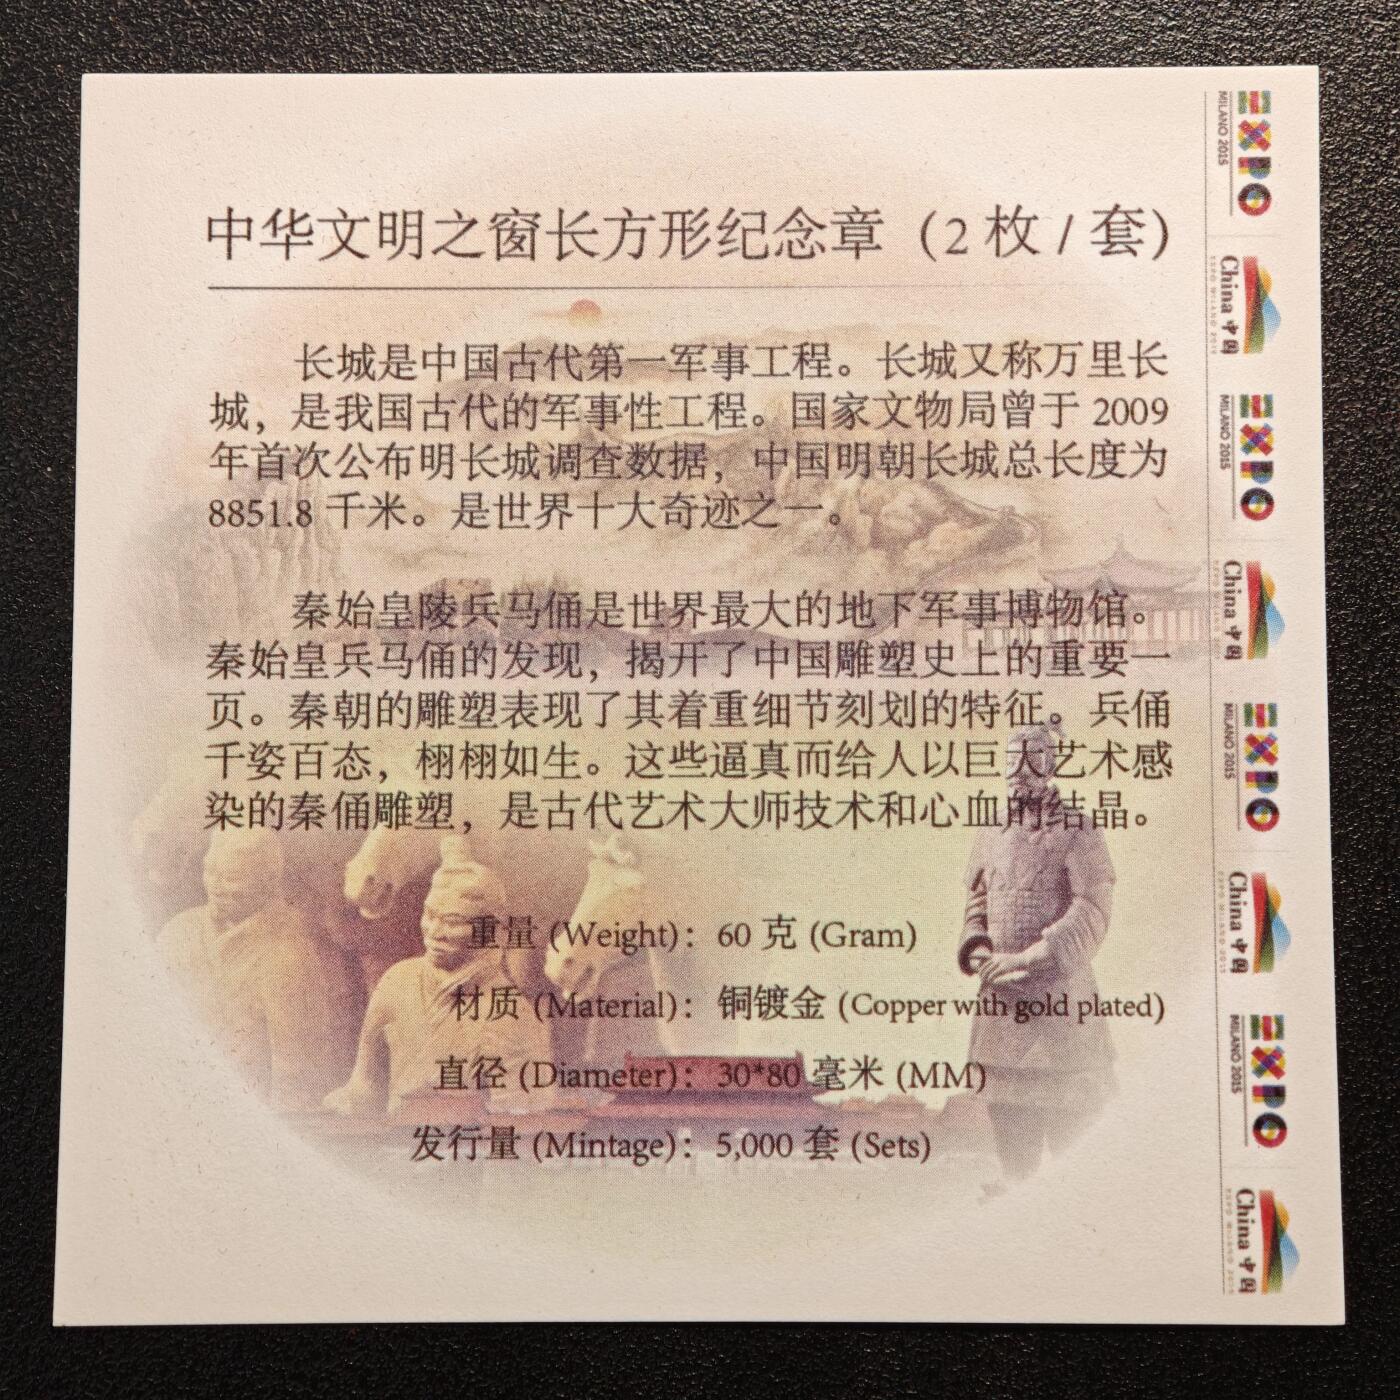 中华文明之窗长方形纪念章（2 枚 / 套）
长城是中国古代第一军事工程。长城又称万里长
城，是我国古代的军事性工程。国家文物局曾于 2009
年首次公布明长城调查数据，中国明朝长城总长度为
8851.8 千米。是世界十大奇迹之一。
秦始皇陵兵马俑是世界最大的地下军事博物馆。
秦始皇兵马俑的发现，揭开了中国雕塑史上的重要一
页。秦朝的雕塑表现了其着重细节刻划的特征。兵俑
千姿百态，栩栩如生。这些逼真而给人以巨大艺术感
染的秦俑雕塑，是古代艺术大师技术和心血的结晶。
重量 (Weight)： 60 克 (Gram)
材质 (Material)： 铜镀金 (Copper with gold plated)
直径 (Diameter)： 30*80 毫米 (MM)
发行量 (Mintage)： 5,000 套 (Sets)
EXPO
MILANO 2015
China 中国
EXPO MILANO 2015
EXPO
MILANO 2015
China 中国
EXPO MILANO 2015
EXPO
MILANO 2015
China 中国
EXPO MILANO 2015
EXPO
MILANO 2015
China 中国
EXPO MILANO 2015